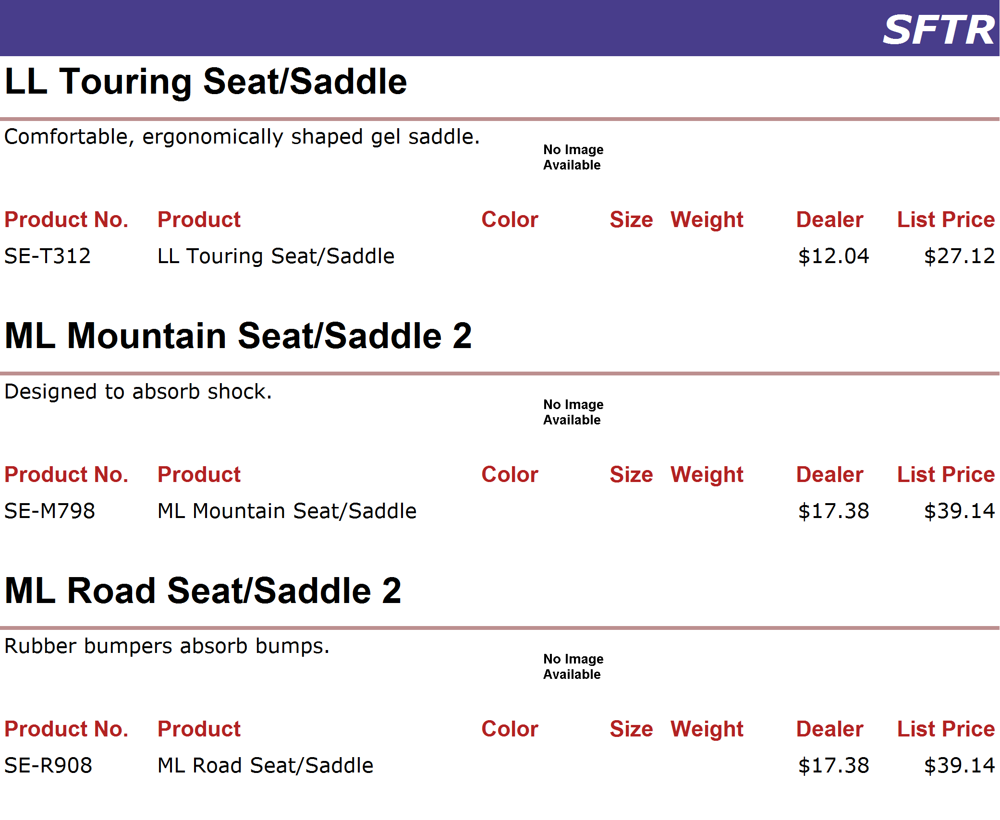 SFTR
LL Touring Seat/Saddle
Comfortable, ergonomically shaped gel saddle.
No Image
Available
Product No. Product Color Size Weight Dealer List Price
SE-T312 LL Touring Seat/Saddle $12.04 $27.12
ML Mountain Seat/Saddle 2
Designed to absorb shock.
No Image
Available
Product No. Product Color Size Weight Dealer List Price
SE-M798 ML Mountain Seat/Saddle $17.38 $39.14
ML Road Seat/Saddle 2
Rubber bumpers absorb bumps.
No Image
Available
Product No. Product Color Size Weight Dealer List Price
SE-R908 ML Road Seat/Saddle $17.38 $39.14